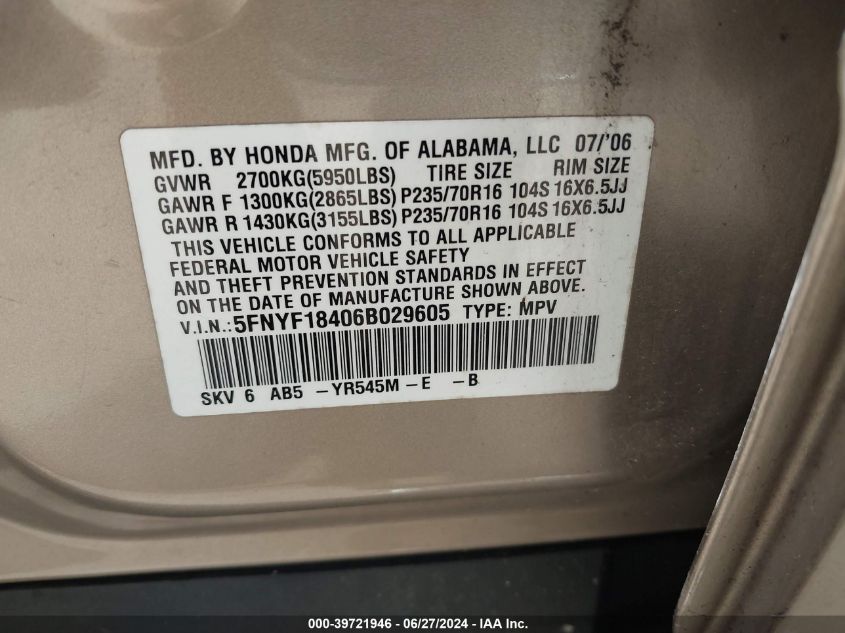 MFD. BY HONDA MFG. OF ALABAMA, LLC 07/'06
GVWR 2700KG(5950LBS) TIRE SIZE RIM SIZE
GAWR F 1300KG(2865LBS) P235/70R16 104S 16X6.5JJ
GAWR R 1430KG(3155LBS) P235/70R16 104S 16X6.5JJ
THIS VEHICLE CONFORMS TO ALL APPLICABLE
FEDERAL MOTOR VEHICLE SAFETY
AND THEFT PREVENTION STANDARDS IN EFFECT
ON THE DATE OF MANUFACTURE SHOWN ABOVE.
V.I.N.: 5FNYF18406B029605 TYPE: MPV
SKV 6 AB5 -YR545M -E -B
000-39721946 - 06/27/2024 - IAA Inc.